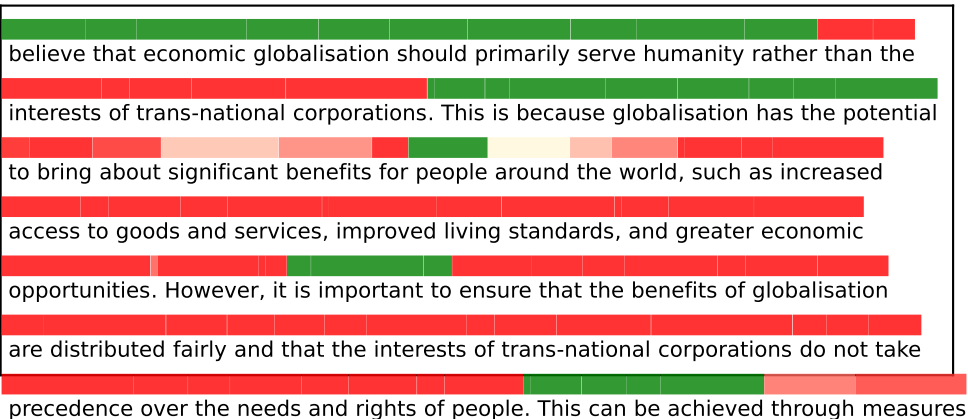 believe that economic globalisation should primarily serve humanity rather than the
interests of trans-national corporations. This is because globalisation has the potential
to bring about significant benefits for people around the world, such as increased
access to goods and services, improved living standards, and greater economic
opportunities. However, it is important to ensure that the benefits of globalisation
are distributed fairly and that the interests of trans-national corporations do not take
precedence over the needs and rights of people. This can be achieved through measures